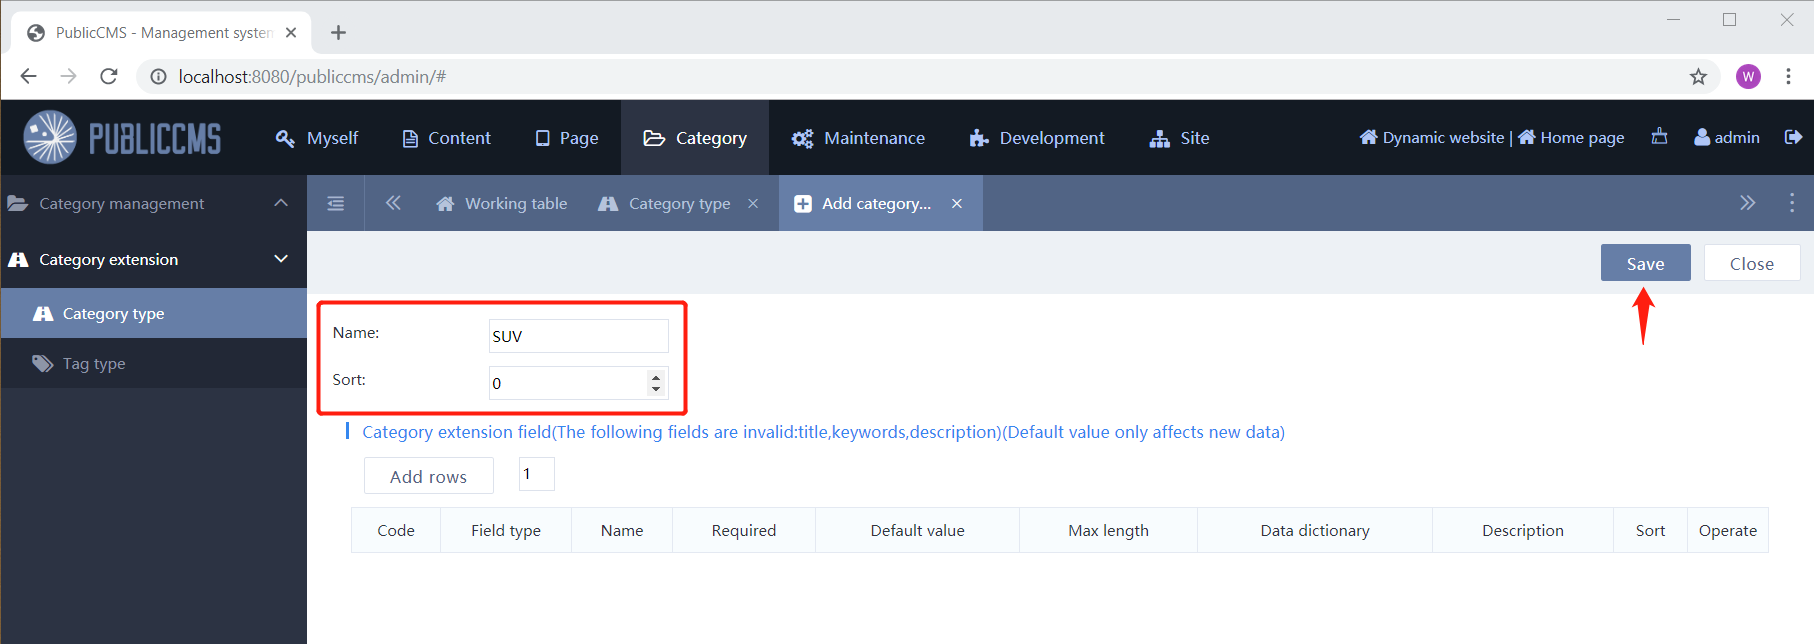 PublicCMS - Management system
localhost:8080/publiccms/admin/#
W
PUBLICCMS
Myself
Content
Page
Category
Maintenance
Development
Site
Dynamic website | Home page
admin
Category management
Working table
Category type
Add category...
Category extension
Save
Close
Category type
Tag type
Name:
SUV
Sort:
0
Category extension field(The following fields are invalid:title,keywords,description)(Default value only affects new data)
Add rows
1
Code
Field type
Name
Required
Default value
Max length
Data dictionary
Description
Sort
Operate